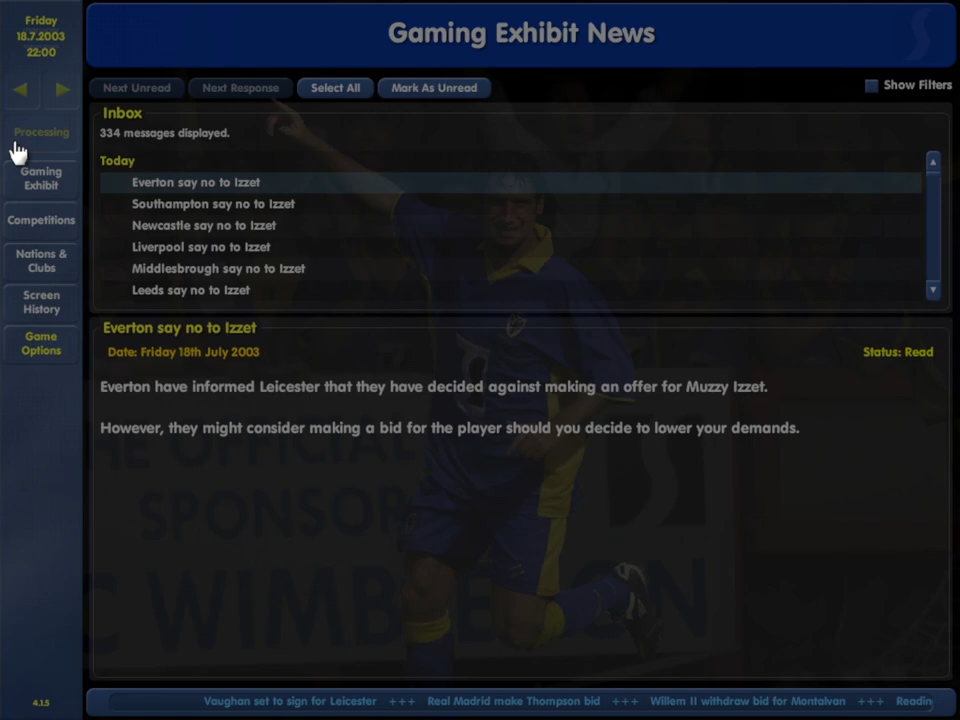 Friday
18.7.2003
22:00
Gaming Exhibit News
Next Unread
Next Response
Select All
Mark As Unread
Show Filters
Processing
Gaming
Exhibit
Competitions
Nations &
Clubs
Screen
History
Game
Options
Inbox
334 messages displayed.
Today
Everton say no to Izzet
Southampton say no to Izzet
Newcastle say no to Izzet
Liverpool say no to Izzet
Middlesbrough say no to Izzet
Leeds say no to Izzet
Everton say no to Izzet
Date: Friday 18th July 2003
Status: Read
Everton have informed Leicester that they have decided against making an offer for Muzzy Izzet.
However, they might consider making a bid for the player should you decide to lower your demands.
HE OFFICIAL
SPONSOR
C WIMBLEDON
4.1.5
Vaughan set to sign for Leicester +++ Real Madrid make Thompson bid +++ Willem II withdraw bid for Montalvan +++ Readin